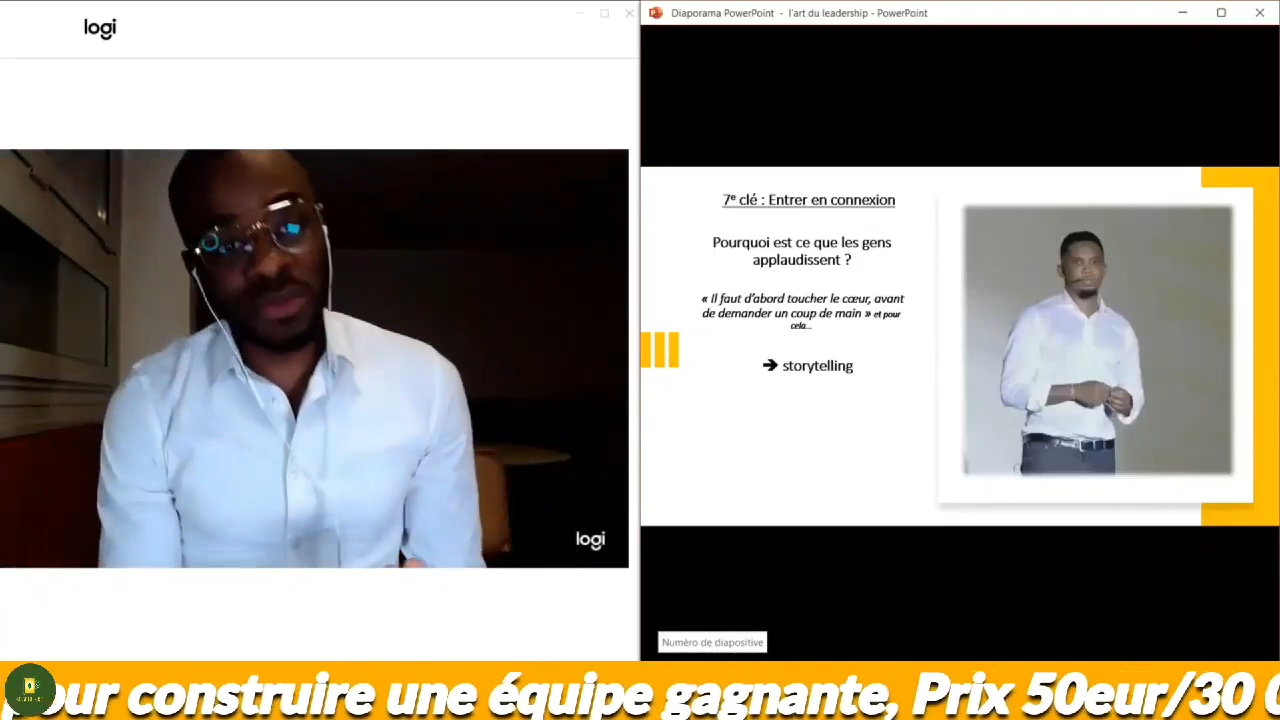 logi
Diaporama PowerPoint - l'art du leadership - PowerPoint
7e clé : Entrer en connexion
Pourquoi est ce que les gens
applaudissent ?
« Il faut d'abord toucher le cœur, avant
de demander un coup de main » et pour
cela...
➔ storytelling
logi
Numéro de diapositive
our construire une équipe gagnante, Prix 50eur/30